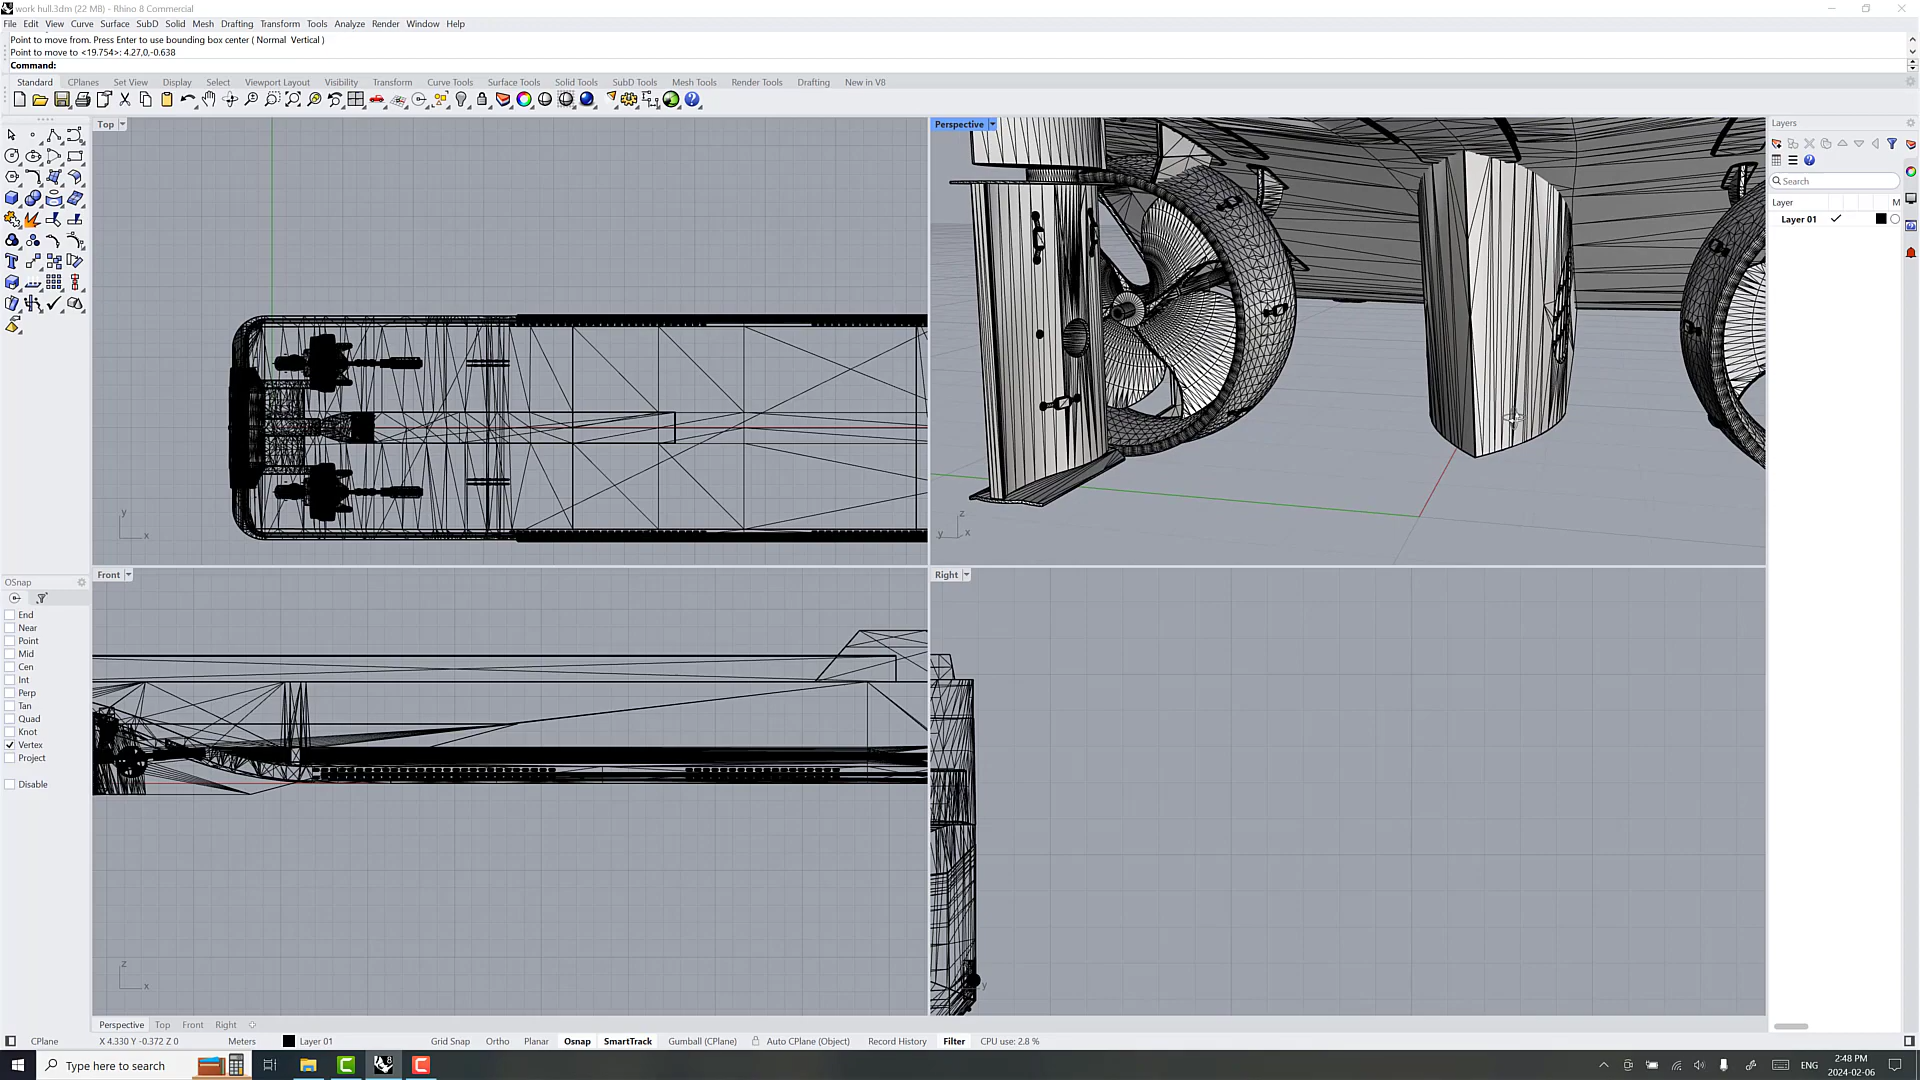 work hull.3dm (22 MB) - Rhino 8 Commercial
File Edit View Curve Surface SubD Solid Mesh Drafting Transform Tools Analyze Render Window Help
Point to move from. Press Enter to use bounding box center ( Normal Vertical )
Point to move to <19.754>: 4.27,0,-0.638
Command:
Standard CPlanes Set View Display Select Viewport Layout Visibility Transform Curve Tools Surface Tools Solid Tools SubD Tools Mesh Tools Render Tools Drafting New in V8
Top
Perspective
Layers
Search
Layer M
Layer 01
y
x
z
y
x
OSnap
End
Near
Point
Mid
Cen
Int
Perp
Tan
Quad
Knot
Vertex
Project
Disable
Front
Right
z
x
y
Perspective Top Front Right
CPlane X 4.330 Y -0.372 Z 0 Meters Layer 01 Grid Snap Ortho Planar Osnap SmartTrack Gumball (CPlane) Auto CPlane (Object) Record History Filter CPU use: 2.8 %
Type here to search
ENG
2:48 PM
2024-02-06